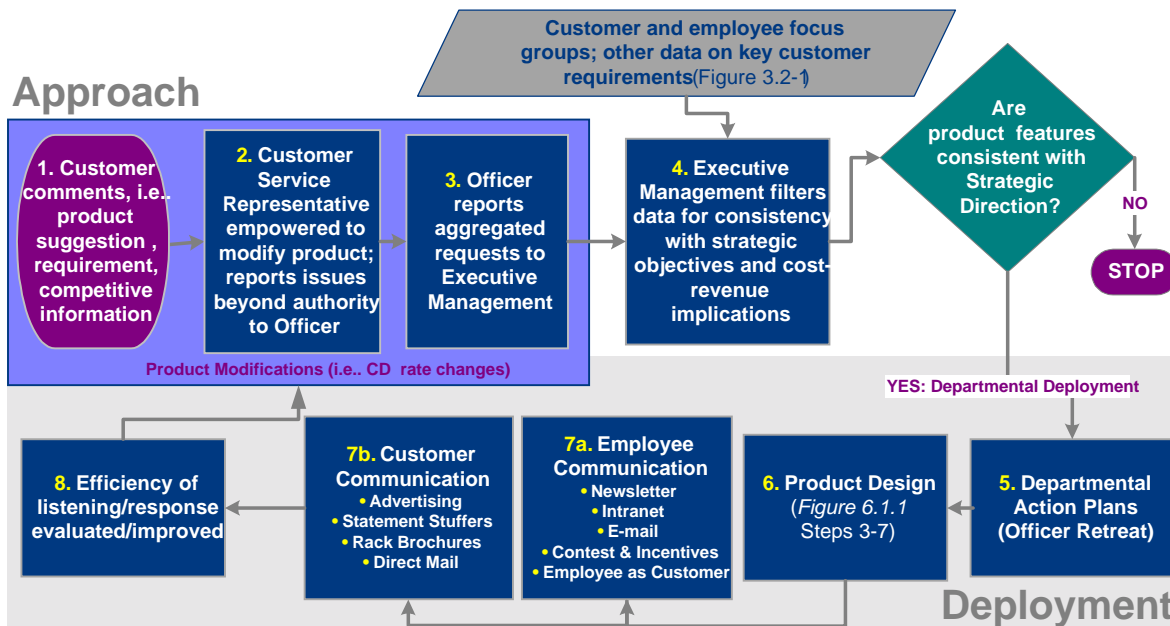 Approach
Customer and employee focus
groups; other data on key customer
requirements(Figure 3.2-1)
1. Customer
comments, i.e..
product
suggestion ,
requirement,
competitive
information
2. Customer
Service
Representative
empowered to
modify product;
reports issues
beyond authority
to Officer
3. Officer
reports
aggregated
requests to
Executive
Management
Product Modifications (i.e.. CD rate changes)
4. Executive
Management filters
data for consistency
with strategic
objectives and cost-
revenue
implications
Are
product features
consistent with
Strategic
Direction?
NO
STOP
YES: Departmental Deployment
5. Departmental
Action Plans
(Officer Retreat)
6. Product Design
(Figure 6.1.1
Steps 3-7)
7a. Employee
Communication
• Newsletter
• Intranet
• E-mail
• Contest & Incentives
• Employee as Customer
7b. Customer
Communication
• Advertising
• Statement Stuffers
• Rack Brochures
• Direct Mail
8. Efficiency of
listening/response
evaluated/improved
Deployment